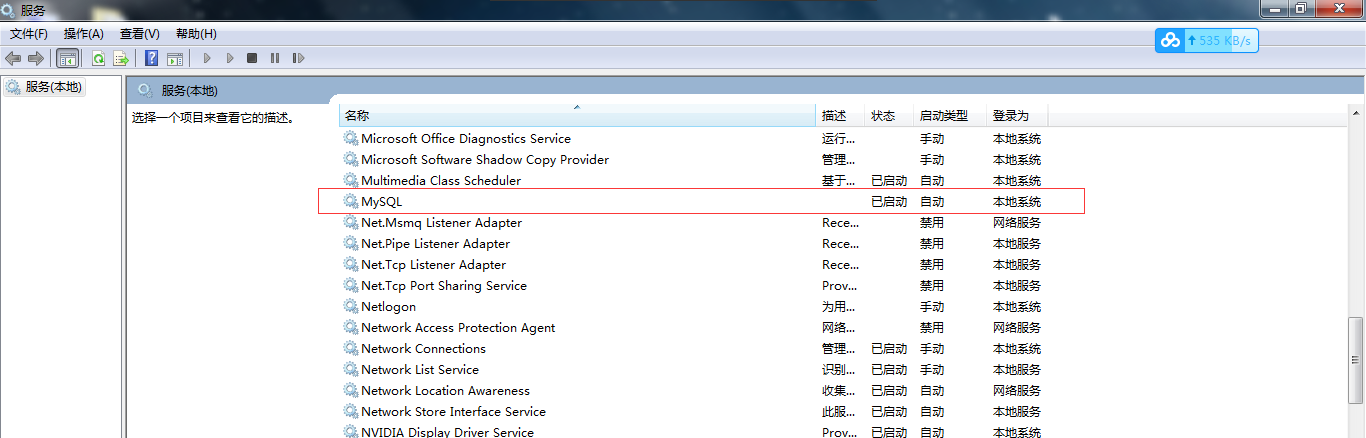 服务
文件(F) 操作(A) 查看(V) 帮助(H)
535 KB/s
服务(本地)
服务(本地)
选择一个项目来查看它的描述。
名称 描述 状态 启动类型 登录为
Microsoft Office Diagnostics Service 运行... 手动 本地系统
Microsoft Software Shadow Copy Provider 管理... 手动 本地系统
Multimedia Class Scheduler 基于... 已启动 自动 本地系统
MySQL 已启动 自动 本地系统
Net.Msmq Listener Adapter Rece... 禁用 网络服务
Net.Pipe Listener Adapter Rece... 禁用 本地服务
Net.Tcp Listener Adapter Rece... 禁用 本地服务
Net.Tcp Port Sharing Service Prov... 禁用 本地服务
Netlogon 为用... 手动 本地系统
Network Access Protection Agent 网络... 禁用 网络服务
Network Connections 管理... 已启动 手动 本地系统
Network List Service 识别... 已启动 手动 本地服务
Network Location Awareness 收集... 已启动 自动 网络服务
Network Store Interface Service 此服... 已启动 自动 本地服务
NVIDIA Display Driver Service Prov... 已启动 自动 本地系统